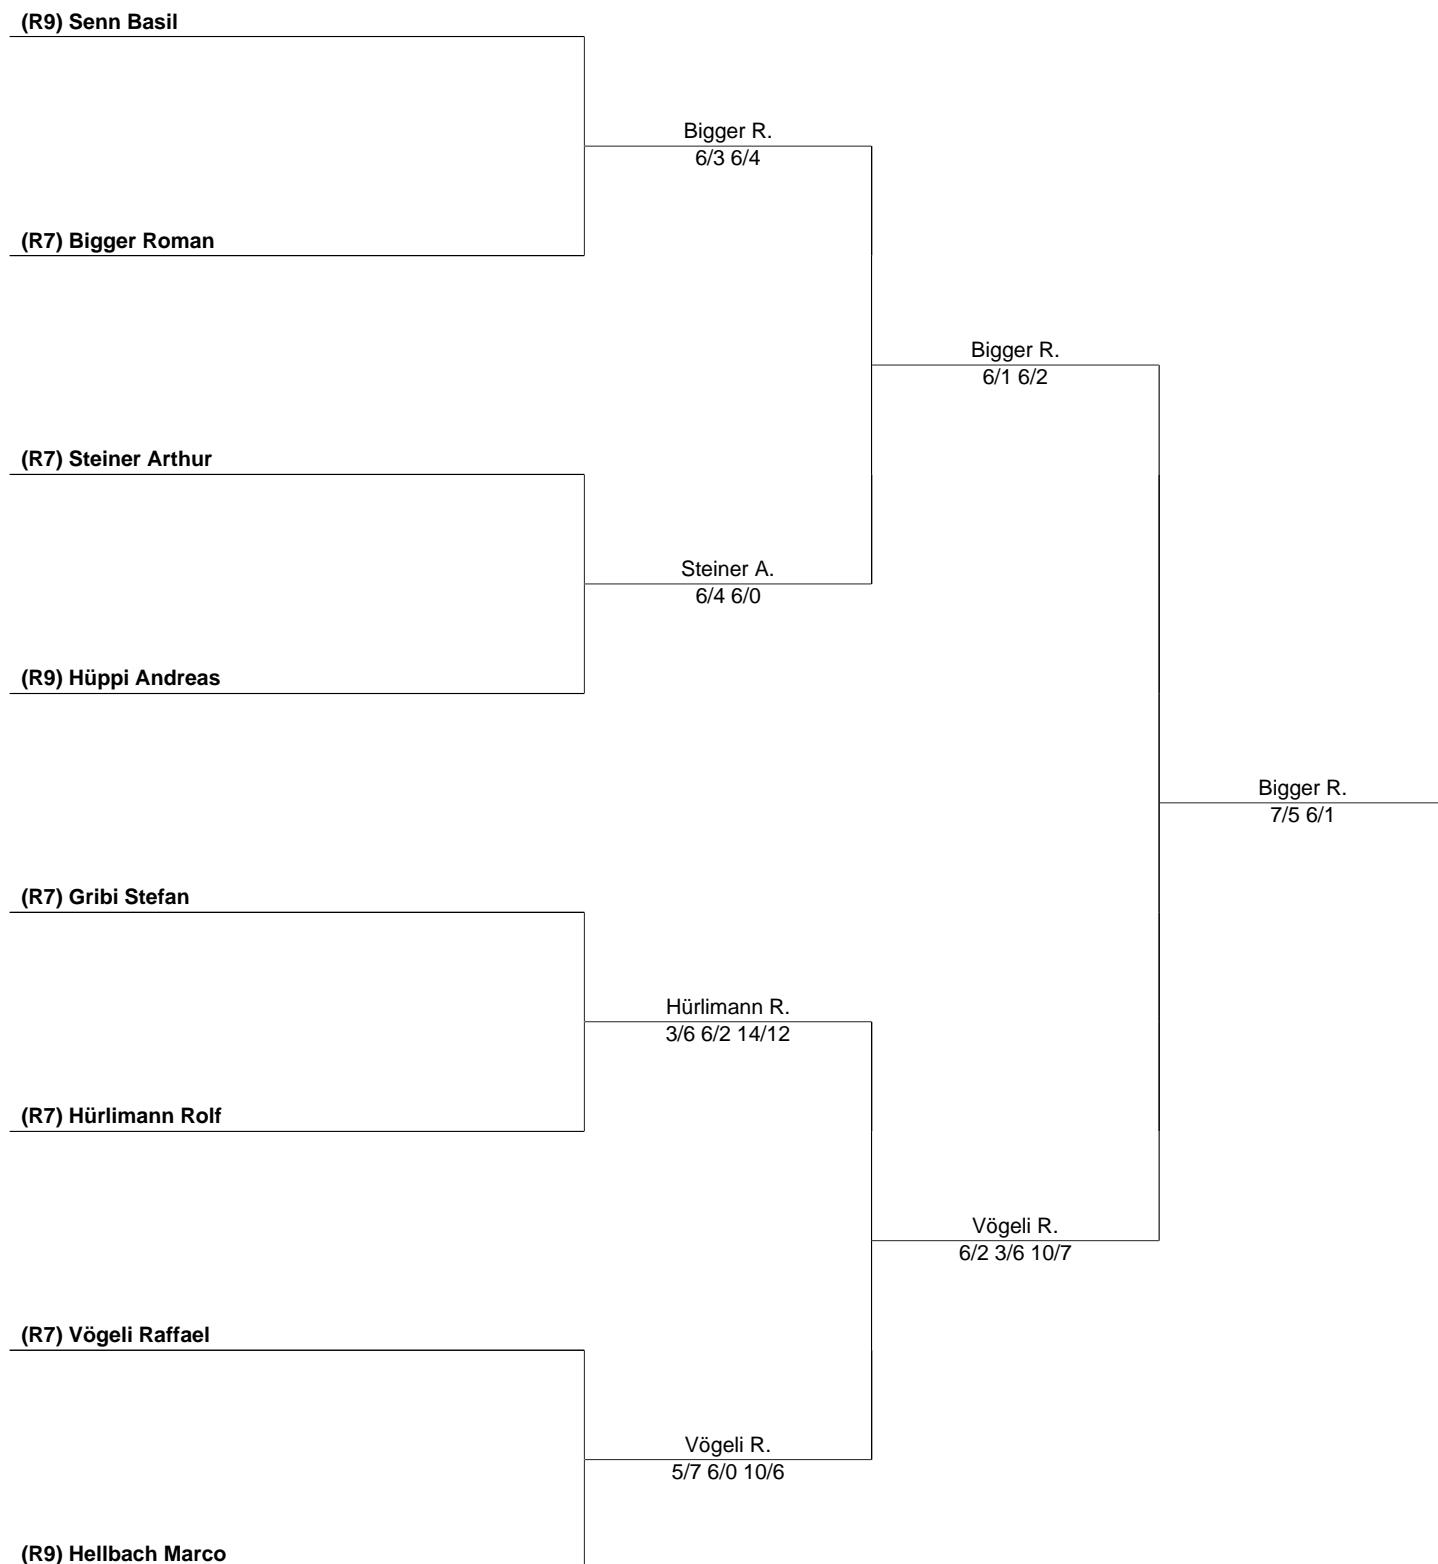 (R9) Senn Basil
Bigger R.
6/3 6/4
(R7) Bigger Roman
Bigger R.
6/1 6/2
(R7) Steiner Arthur
Steiner A.
6/4 6/0
(R9) Hüppi Andreas
Bigger R.
7/5 6/1
(R7) Gribi Stefan
Hürlimann R.
3/6 6/2 14/12
(R7) Hürlimann Rolf
Vögeli R.
6/2 3/6 10/7
(R7) Vögeli Raffael
Vögeli R.
5/7 6/0 10/6
(R9) Hellbach Marco